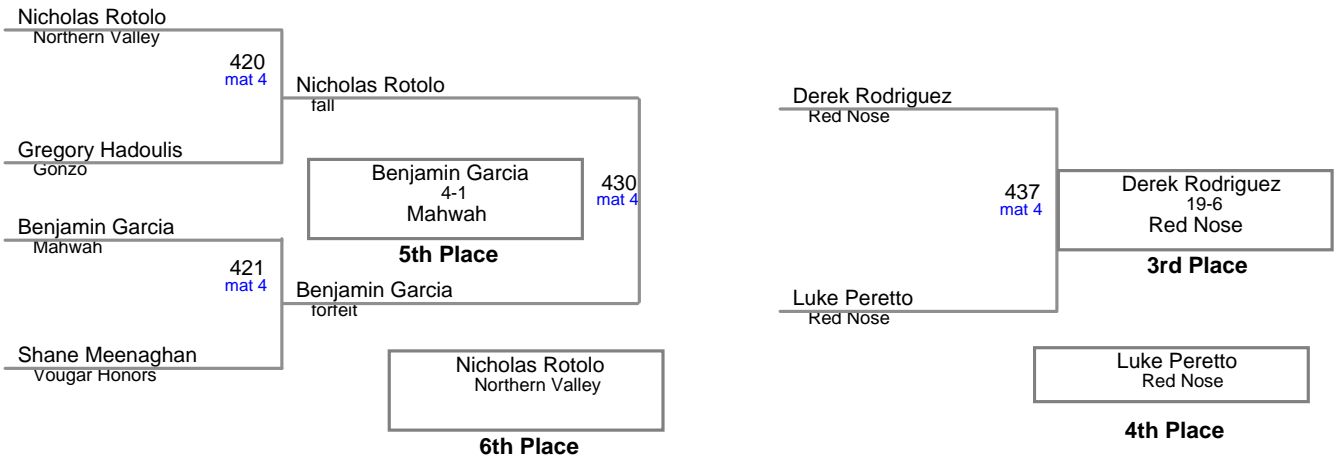 Nicholas Rotolo
Northern Valley
420
mat 4
Nicholas Rotolo
fall
Gregory Hadoulis
Gonzo
Benjamin Garcia
4-1
Mahwah
5th Place
430
mat 4
Benjamin Garcia
Mahwah
421
mat 4
Benjamin Garcia
forfeit
Shane Meenaghan
Vougar Honors
Nicholas Rotolo
Northern Valley
6th Place
Derek Rodriguez
Red Nose
437
mat 4
Derek Rodriguez
19-6
Red Nose
3rd Place
Luke Peretto
Red Nose
Luke Peretto
Red Nose
4th Place